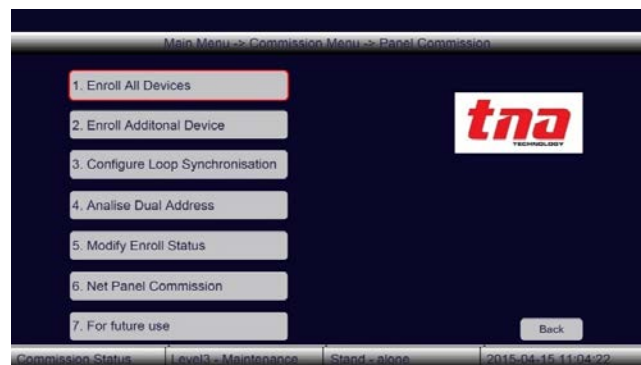 Main Menu -> Commission Menu -> Panel Commission
1. Enroll All Devices
2. Enroll Additonal Device
3. Configure Loop Synchronisation
4. Analise Dual Address
5. Modify Enroll Status
6. Net Panel Commission
7. For future use
tna
TECHNOLOGY
Back
Commission Status Level3 - Maintenance Stand - alone 2015-04-15 11:04:22